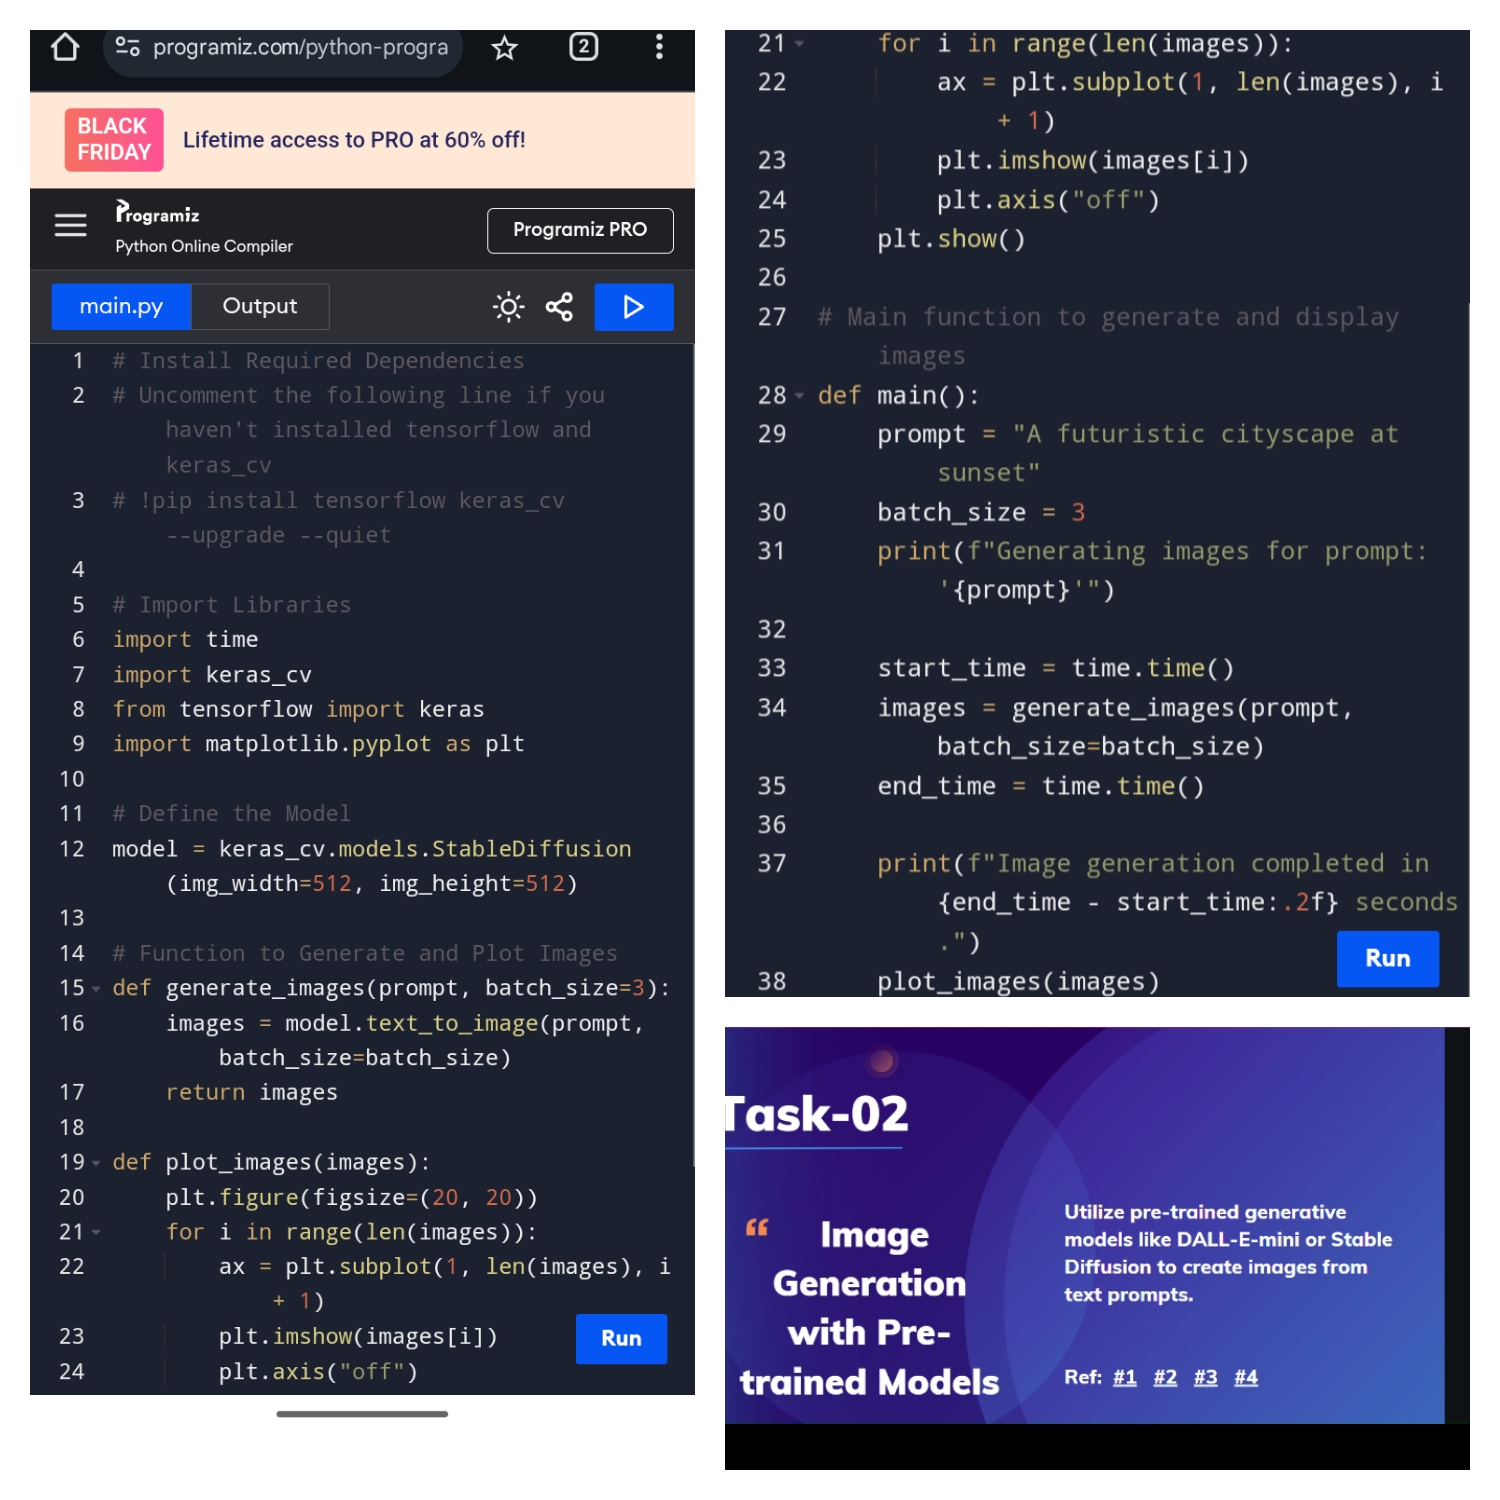 programiz.com/python-progra
2
BLACK
FRIDAY
Lifetime access to PRO at 60% off!
Programiz
Python Online Compiler
Programiz PRO
main.py
Output
1 # Install Required Dependencies
2 # Uncomment the following line if you
haven't installed tensorflow and
keras_cv
3 # !pip install tensorflow keras_cv
--upgrade --quiet
4
5 # Import Libraries
6 import time
7 import keras_cv
8 from tensorflow import keras
9 import matplotlib.pyplot as plt
10
11 # Define the Model
12 model = keras_cv.models.StableDiffusion
(img_width=512, img_height=512)
13
14 # Function to Generate and Plot Images
15 def generate_images(prompt, batch_size=3):
16 images = model.text_to_image(prompt,
batch_size=batch_size)
17 return images
18
19 def plot_images(images):
20 plt.figure(figsize=(20, 20))
21 for i in range(len(images)):
22 ax = plt.subplot(1, len(images), i
+ 1)
23 plt.imshow(images[i])
24 plt.axis("off")
Run
21 for i in range(len(images)):
22 ax = plt.subplot(1, len(images), i
+ 1)
23 plt.imshow(images[i])
24 plt.axis("off")
25 plt.show()
26
27 # Main function to generate and display
images
28 def main():
29 prompt = "A futuristic cityscape at
sunset"
30 batch_size = 3
31 print(f"Generating images for prompt:
'{prompt}'")
32
33 start_time = time.time()
34 images = generate_images(prompt,
batch_size=batch_size)
35 end_time = time.time()
36
37 print(f"Image generation completed in
{end_time - start_time:.2f} seconds
.")
38 plot_images(images)
Run
Task-02
“ Image
Generation
with Pre-
trained Models
Utilize pre-trained generative
models like DALL-E-mini or Stable
Diffusion to create images from
text prompts.
Ref: #1 #2 #3 #4